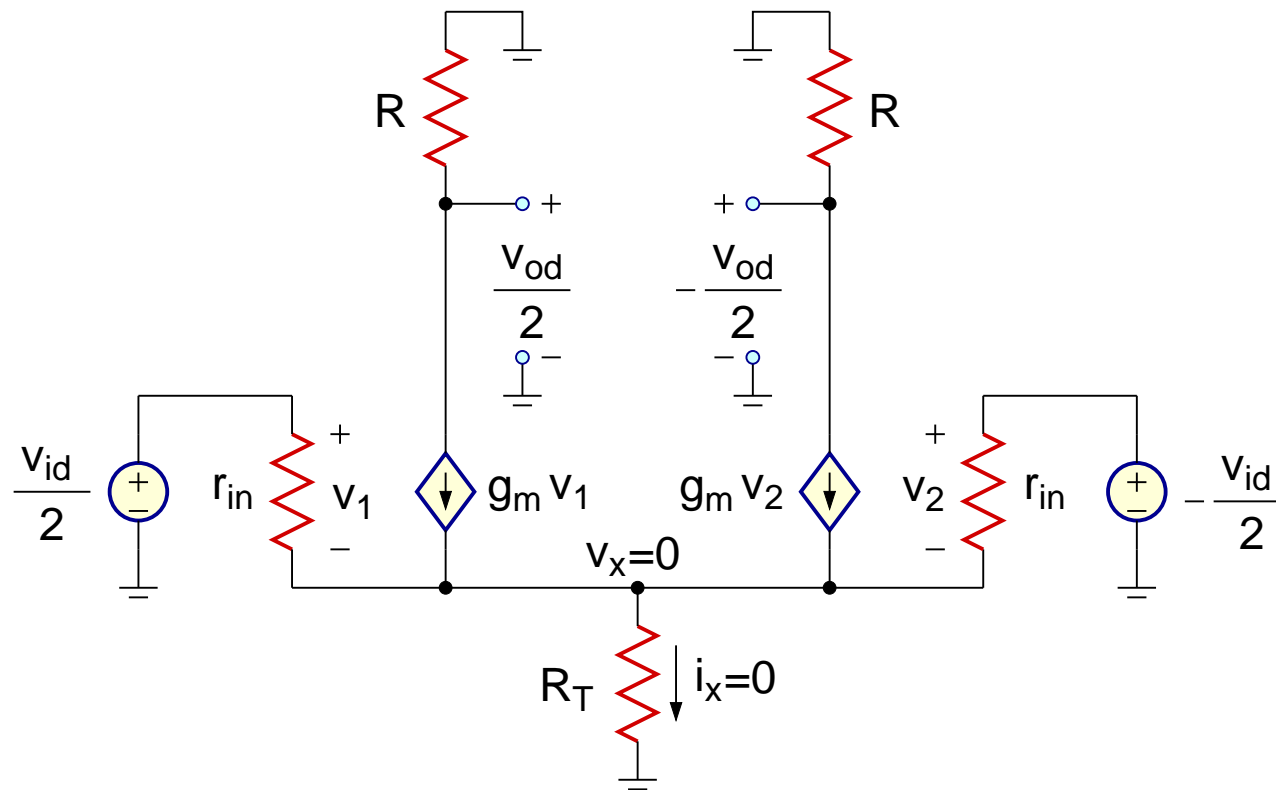 R
R
+
+
v_od/2
− v_od/2
−
−
v_id/2
+
−
r_in
+
v_1
−
g_m v_1
g_m v_2
+
v_2
−
r_in
+
−
− v_id/2
v_x=0
R_T
i_x=0